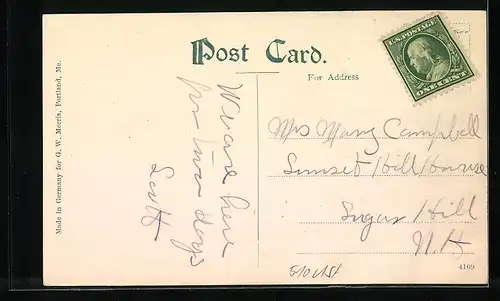 Post Card.
For Address
U.S. POSTAGE
ONE CENT
Made in Germany for G. W. Morris, Portland, Me.
We are here
for two days
Scott
Mrs Mary Campbell
Sunset Hill House
Sugar Hill
N.H
4109